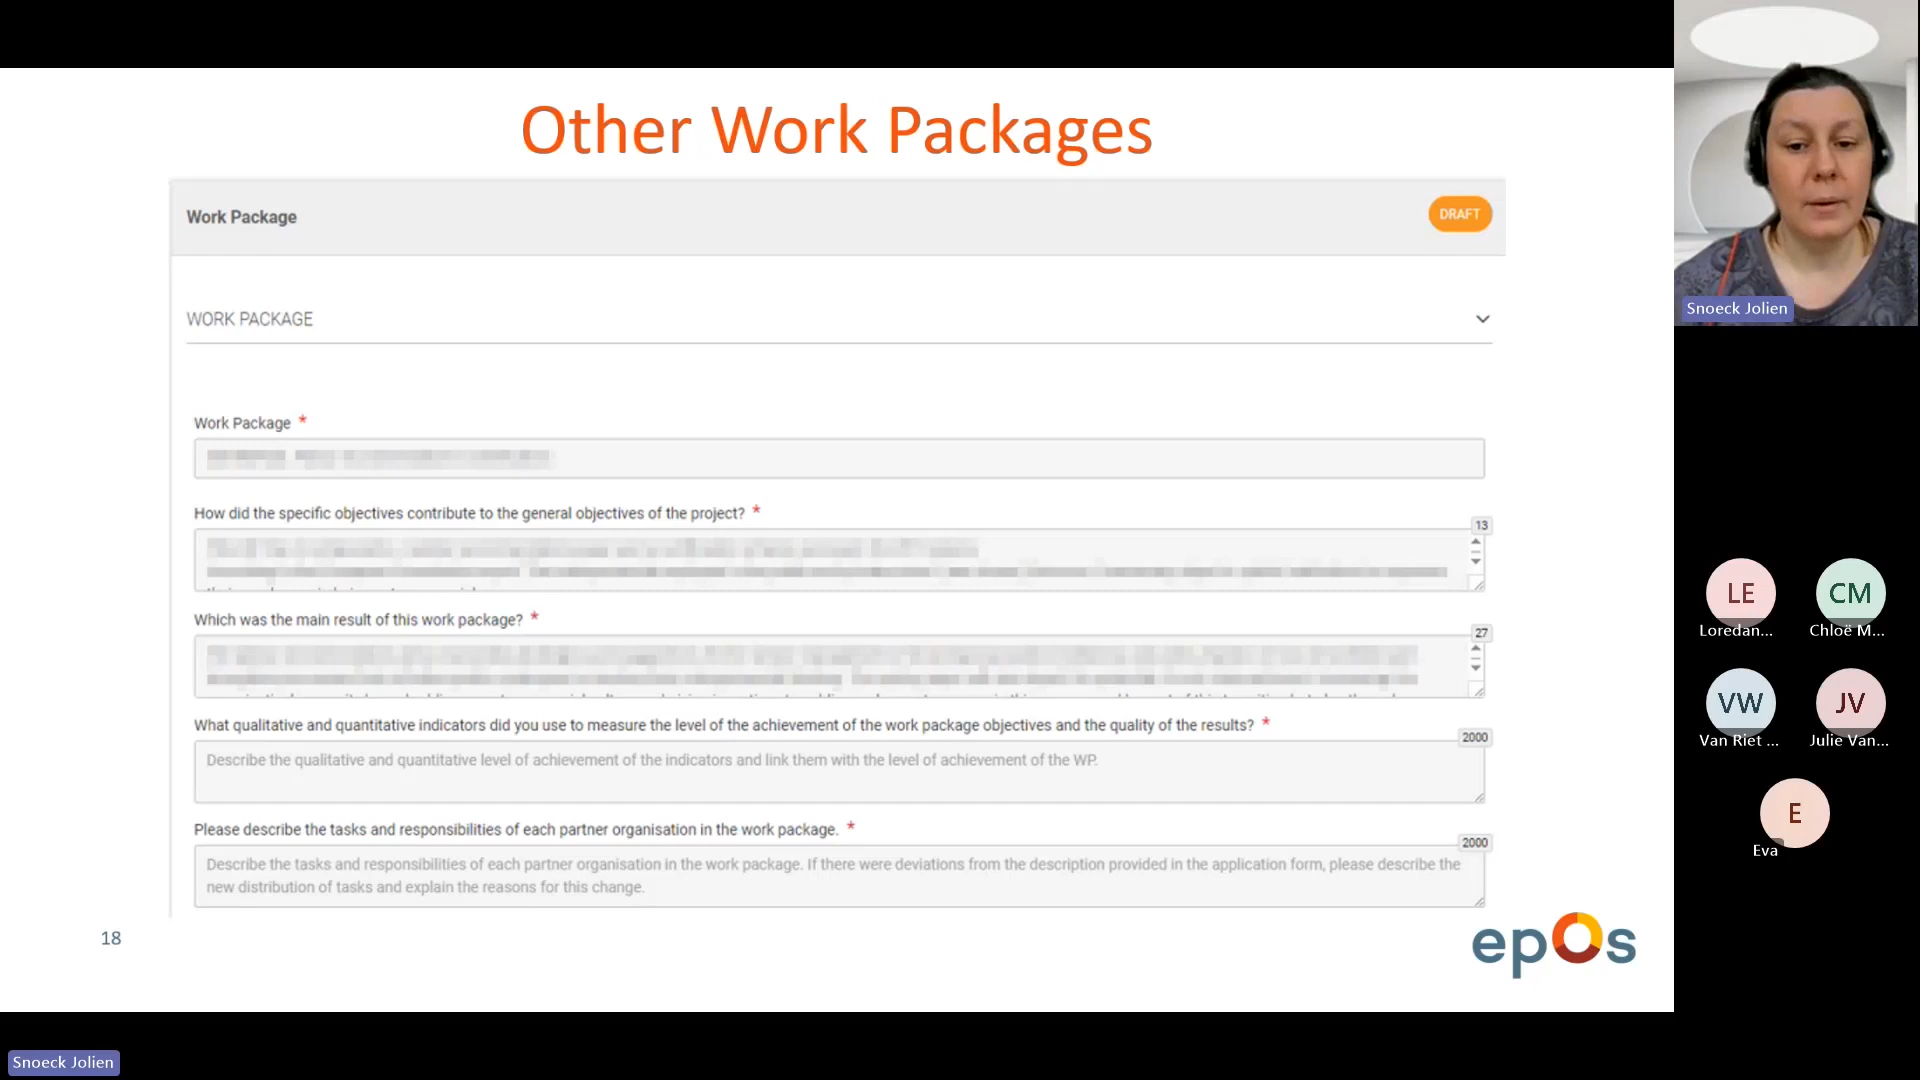 Other Work Packages
Work Package
DRAFT
WORK PACKAGE
Work Package *
How did the specific objectives contribute to the general objectives of the project? *
13
Which was the main result of this work package? *
27
What qualitative and quantitative indicators did you use to measure the level of the achievement of the work package objectives and the quality of the results? *
2000
Describe the qualitative and quantitative level of achievement of the indicators and link them with the level of achievement of the WP.
Please describe the tasks and responsibilities of each partner organisation in the work package. *
2000
Describe the tasks and responsibilities of each partner organisation in the work package. If there were deviations from the description provided in the application form, please describe the
new distribution of tasks and explain the reasons for this change.
18
epos
Snoeck Jolien
LE
Loredan...
CM
Chloë M...
VW
Van Riet ...
JV
Julie Van...
E
Eva
Snoeck Jolien